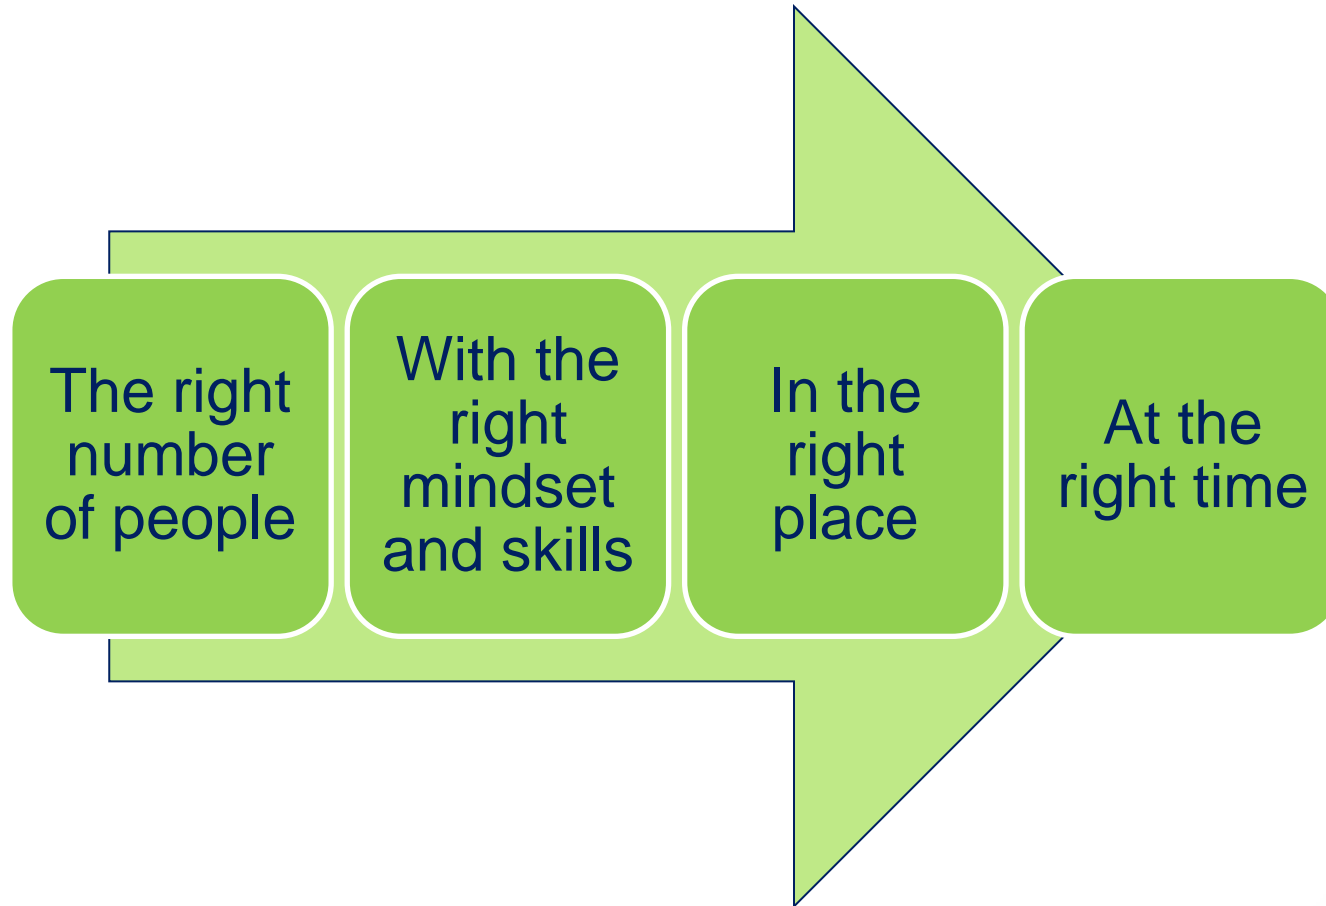 The right
number
of people
With the
right
mindset
and skills
In the
right
place
At the
right time